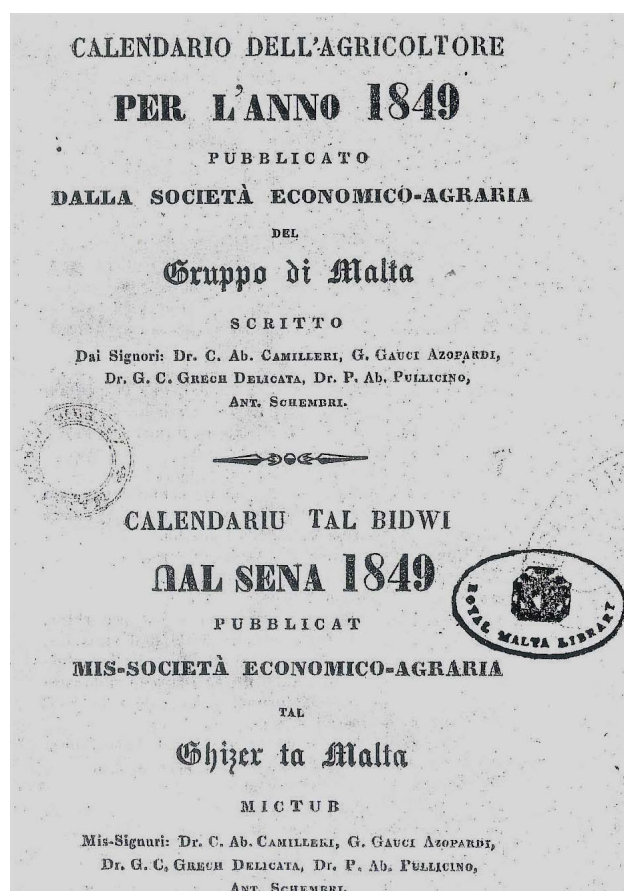 CALENDARIO DELL'AGRICOLTORE
PER L'ANNO 1849
PUBBLICATO
DALLA SOCIETÀ ECONOMICO-AGRARIA
DEL
Gruppo di Malta
SCRITTO
Dai Signori: Dr. C. Ab. CAMILLERI, G. GAUCI AZOPARDI,
Dr. G. C. GRECH DELICATA, Dr. P. Ab. PULLICINO,
ANT. SCHEMBRI.
CALENDARIU TAL BIDWI
ՈAL SENA 1849
PUBBLICAT
ROYAL MALTA LIBRARY
MIS-SOCIETÀ ECONOMICO-AGRARIA
TAL
Ghizer ta Malta
MICTUB
Mis-Signuri: Dr. C. Ab. CAMILLERI, G. GAUCI AZOPARDI,
Dr. G. C. GRECH DELICATA, Dr. P. Ab. PULLICINO,
ANT. SCHEMBRI.